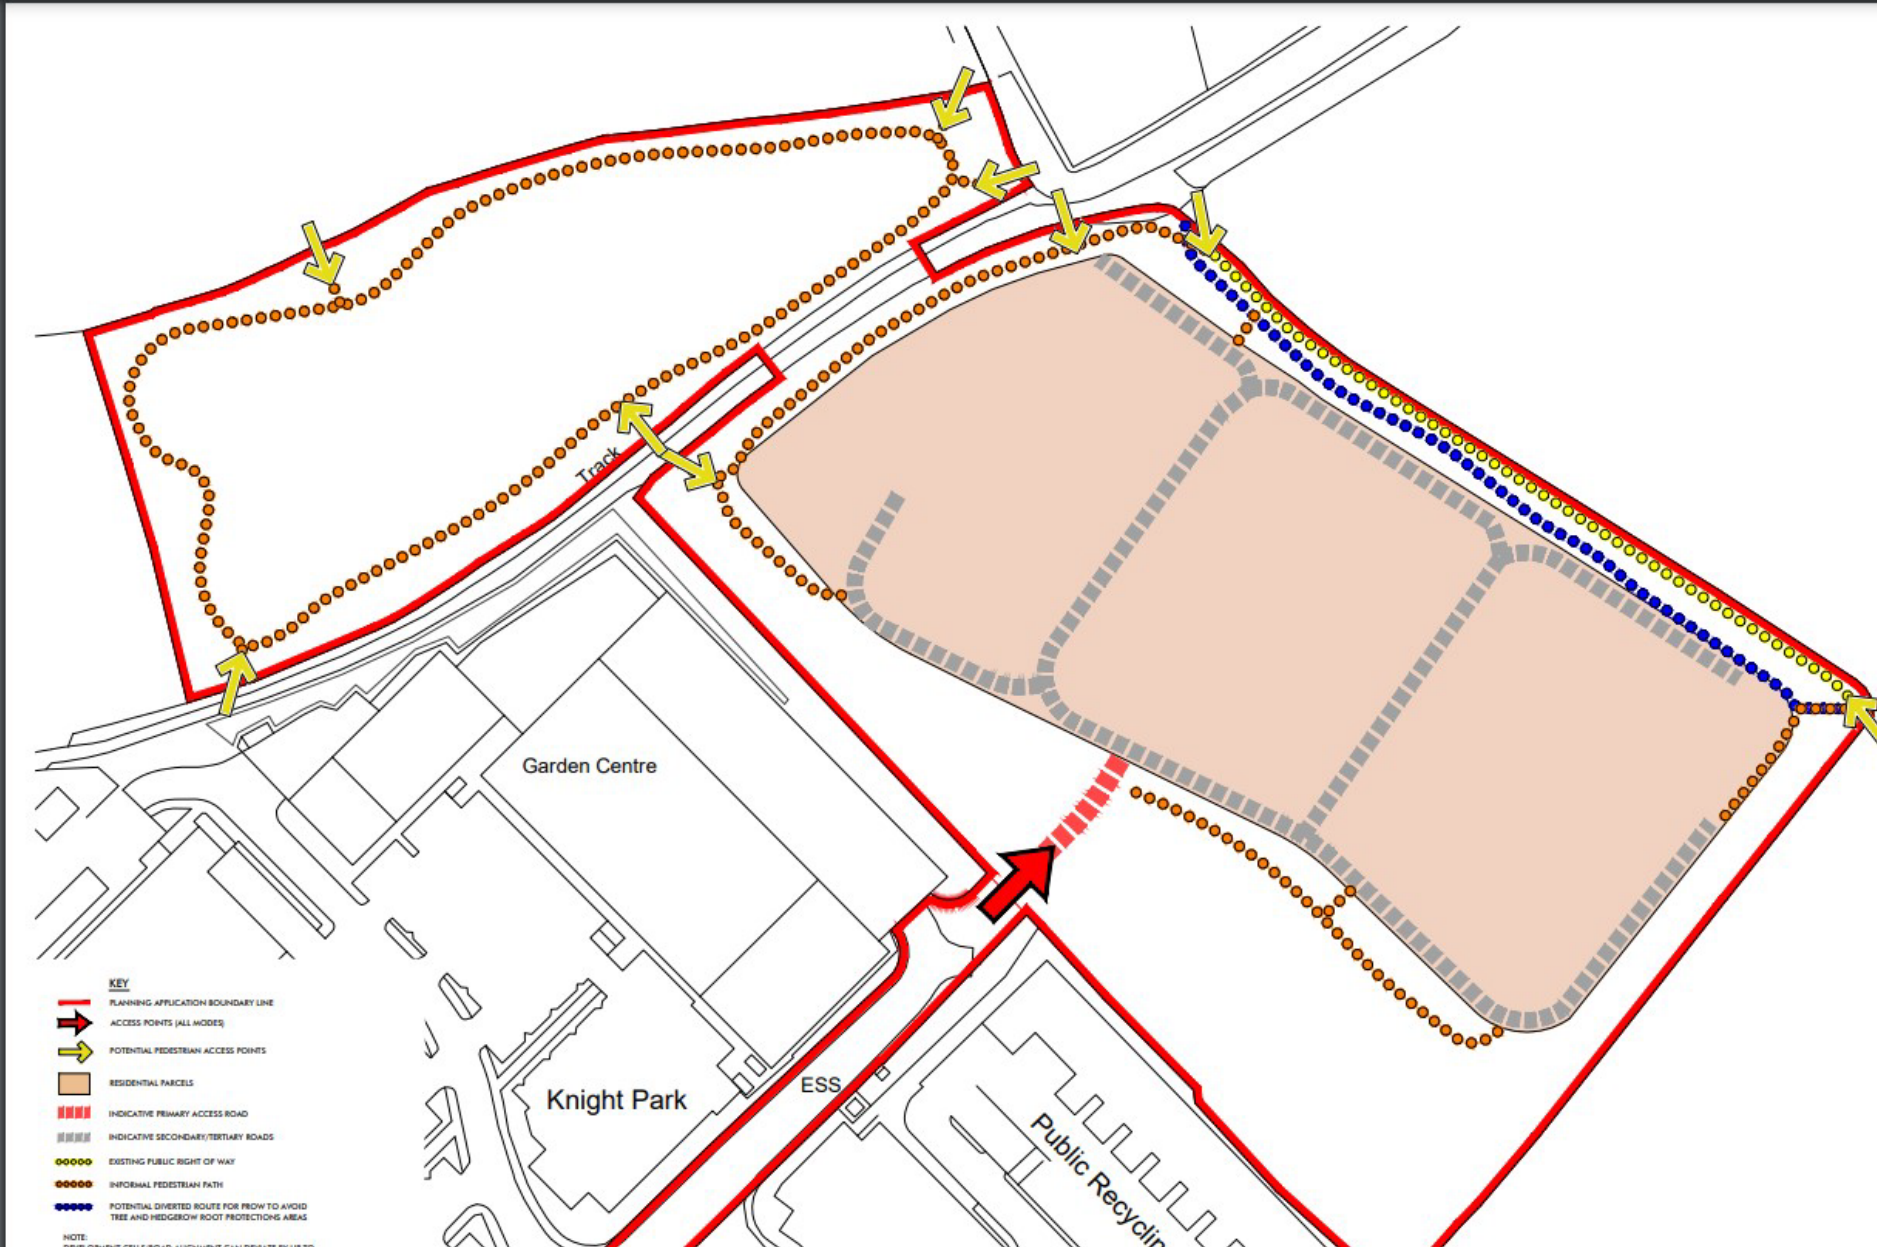 Track
Garden Centre
Knight Park
ESS
Public Recyclin
KEY
PLANNING APPLICATION BOUNDARY LINE
ACCESS POINTS (ALL MODES)
POTENTIAL PEDESTRIAN ACCESS POINTS
RESIDENTIAL PARCELS
INDICATIVE PRIMARY ACCESS ROAD
INDICATIVE SECONDARY/TERTIARY ROADS
EXISTING PUBLIC RIGHT OF WAY
INFORMAL PEDESTRIAN PATH
POTENTIAL DIVERTED ROUTE FOR PROW TO AVOID
TREE AND HEDGEROW ROOT PROTECTIONS AREAS
NOTE: